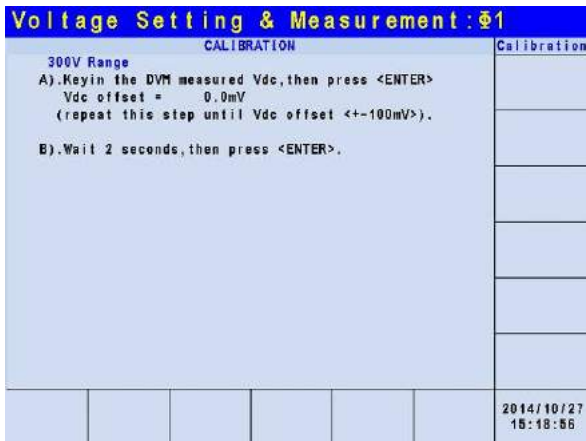 Voltage Setting & Measurement:Φ1
CALIBRATION
Calibration
300V Range
A).Keyin the DVM measured Vdc,then press <ENTER>
Vdc offset = 0.0mV
(repeat this step until Vdc offset <+-100mV>).
B).Wait 2 seconds,then press <ENTER>.
2014/10/27
15:18:56